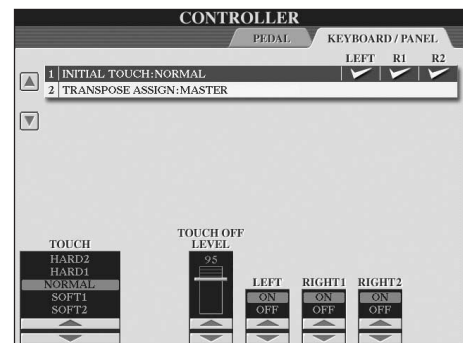 CONTROLLER
PEDAL KEYBOARD / PANEL
LEFT R1 R2
1 INITIAL TOUCH:NORMAL
2 TRANSPOSE ASSIGN:MASTER
TOUCH
HARD2
HARD1
NORMAL
SOFT1
SOFT2
TOUCH OFF
LEVEL
95
LEFT
ON
OFF
RIGHT1
ON
OFF
RIGHT2
ON
OFF